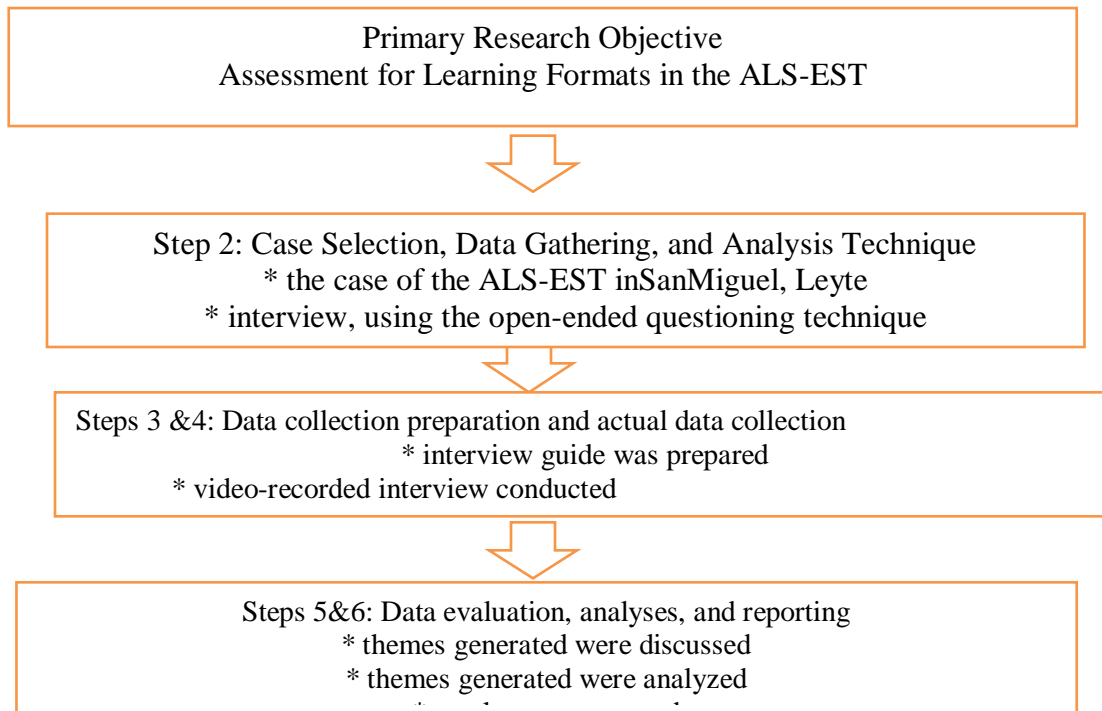 Primary Research Objective
Assessment for Learning Formats in the ALS-EST
Step 2: Case Selection, Data Gathering, and Analysis Technique
* the case of the ALS-EST inSanMiguel, Leyte
* interview, using the open-ended questioning technique
Steps 3 &4: Data collection preparation and actual data collection
* interview guide was prepared
* video-recorded interview conducted
Steps 5&6: Data evaluation, analyses, and reporting
* themes generated were discussed
* themes generated were analyzed